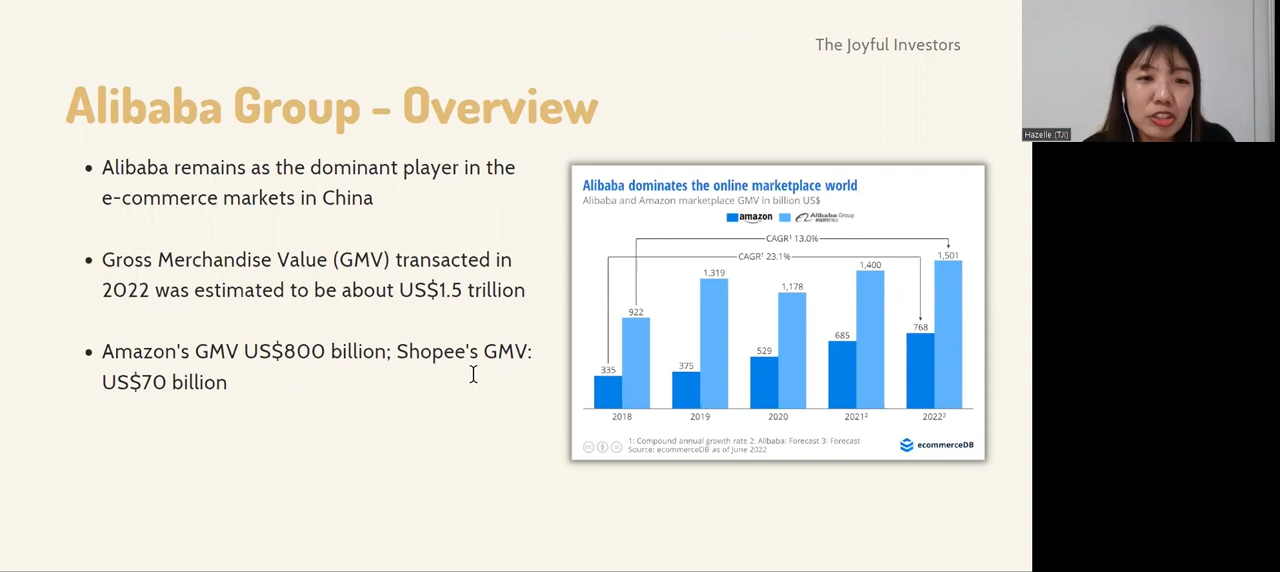 The Joyful Investors
Alibaba Group - Overview
• Alibaba remains as the dominant player in the
e-commerce markets in China
• Gross Merchandise Value (GMV) transacted in
2022 was estimated to be about US$1.5 trillion
• Amazon's GMV US$800 billion; Shopee's GMV:
US$70 billion
Alibaba dominates the online marketplace world
Alibaba and Amazon marketplace GMV in billion US$
amazon Alibaba Group
CAGR¹ 13.0%
CAGR¹ 23.1%
335 922 375 1,319 529 1,178 685 1,400 768 1,501
2018 2019 2020 2021² 2022³
1: Compound annual growth rate 2: Alibaba: Forecast 3: Forecast
Source: ecommerceDB as of June 2022
ecommerceDB
Hazelle (TJI)